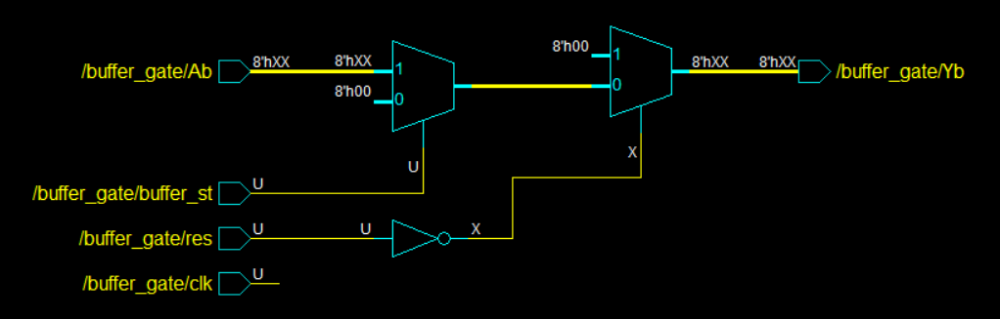 8'h00 1
/buffer_gate/Ab 8'hXX 8'hXX 1 8'hXX 8'hXX /buffer_gate/Yb
8'h00 0 0
X
U
/buffer_gate/buffer_st U
/buffer_gate/res U U X
/buffer_gate/clk U